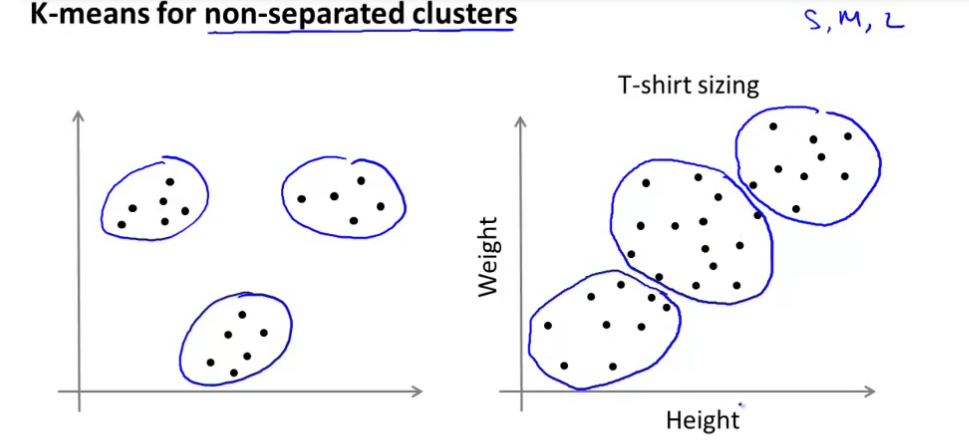 K-means for non-separated clusters
S, M, L
T-shirt sizing
Weight
Height